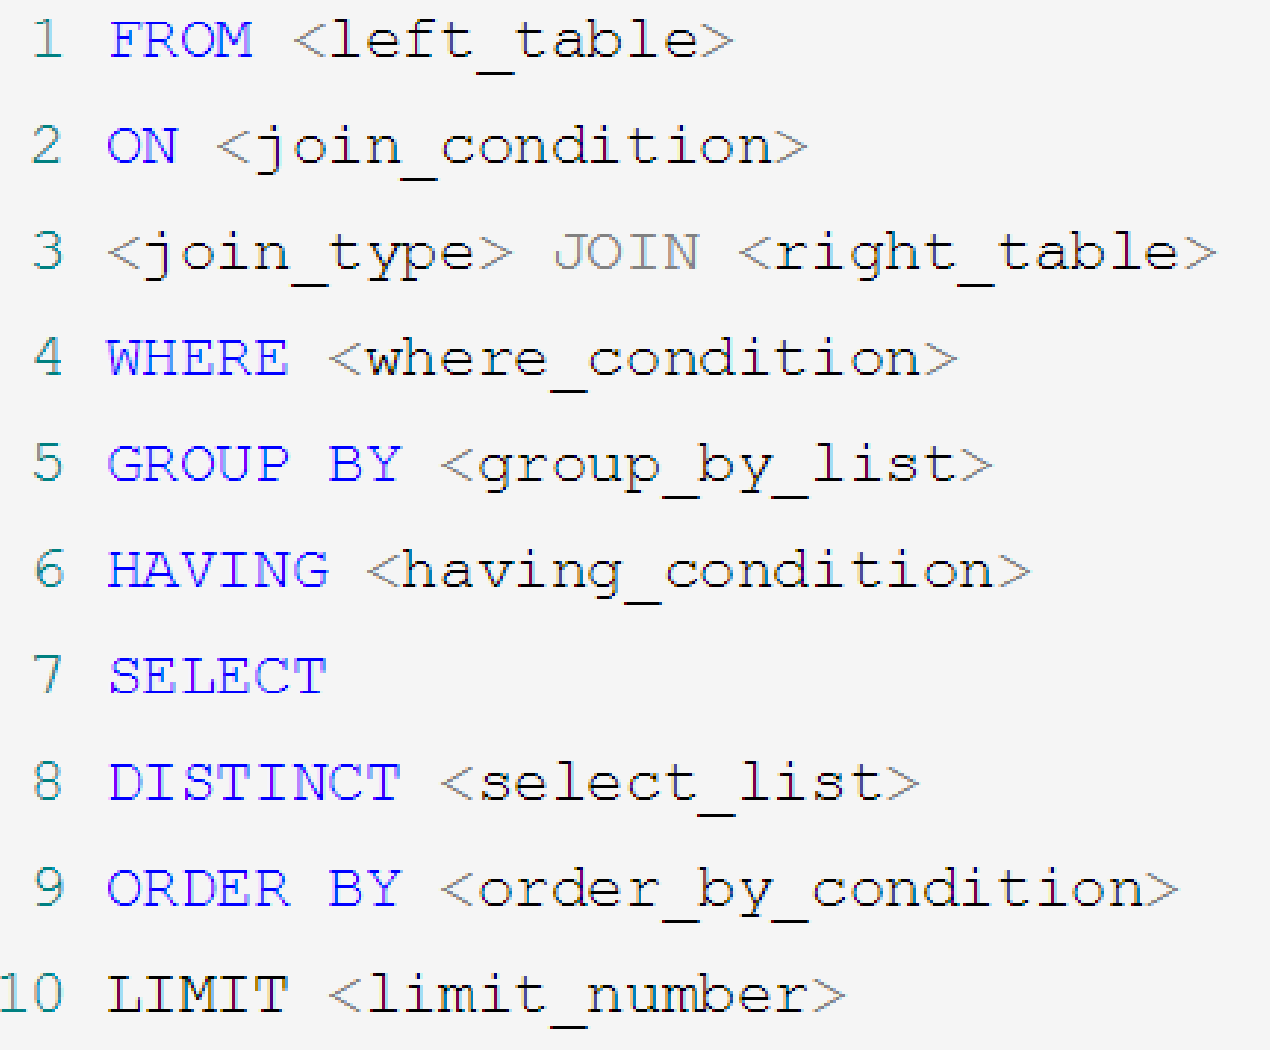 1 FROM <left_table>
2 ON <join_condition>
3 <join_type> JOIN <right_table>
4 WHERE <where_condition>
5 GROUP BY <group_by_list>
6 HAVING <having_condition>
7 SELECT
8 DISTINCT <select_list>
9 ORDER BY <order_by_condition>
10 LIMIT <limit_number>